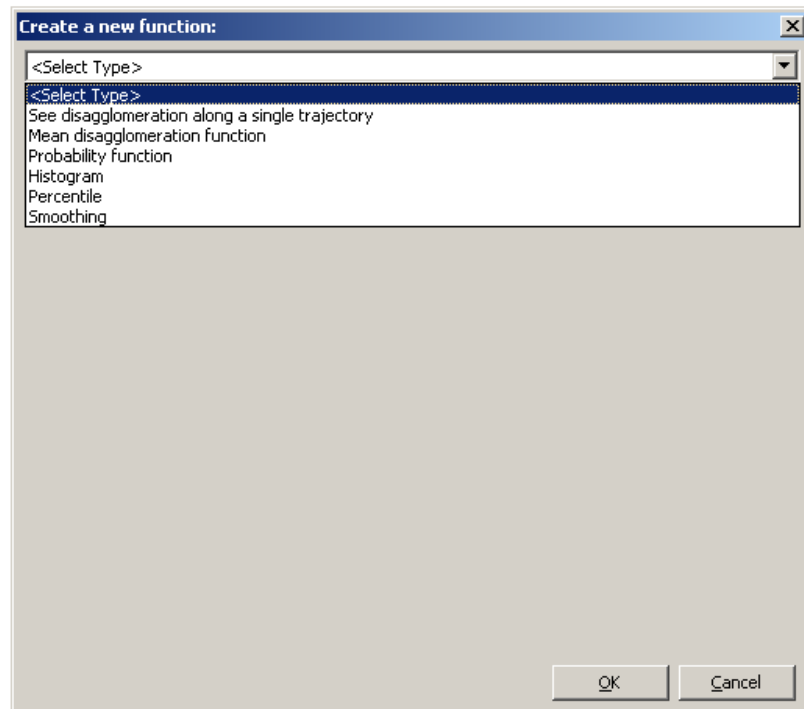 Create a new function:
<Select Type>
<Select Type>
See disagglomeration along a single trajectory
Mean disagglomeration function
Probability function
Histogram
Percentile
Smoothing
OK
Cancel